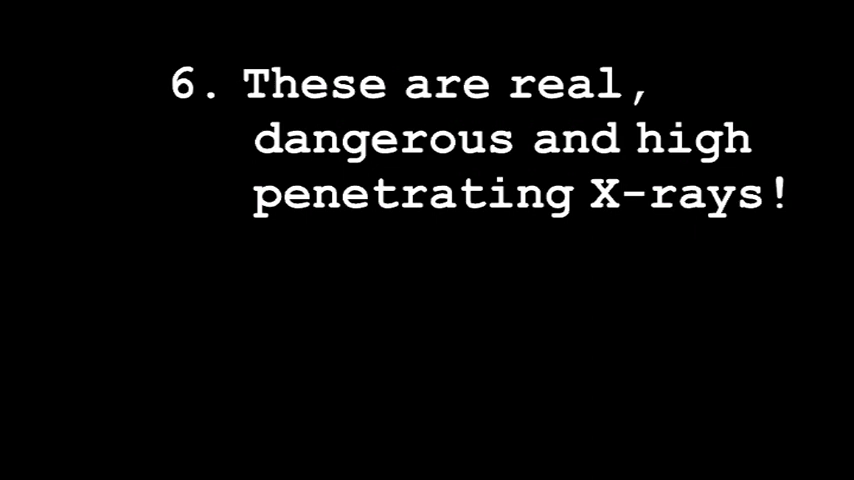 6. These are real,
dangerous and high
penetrating X-rays!